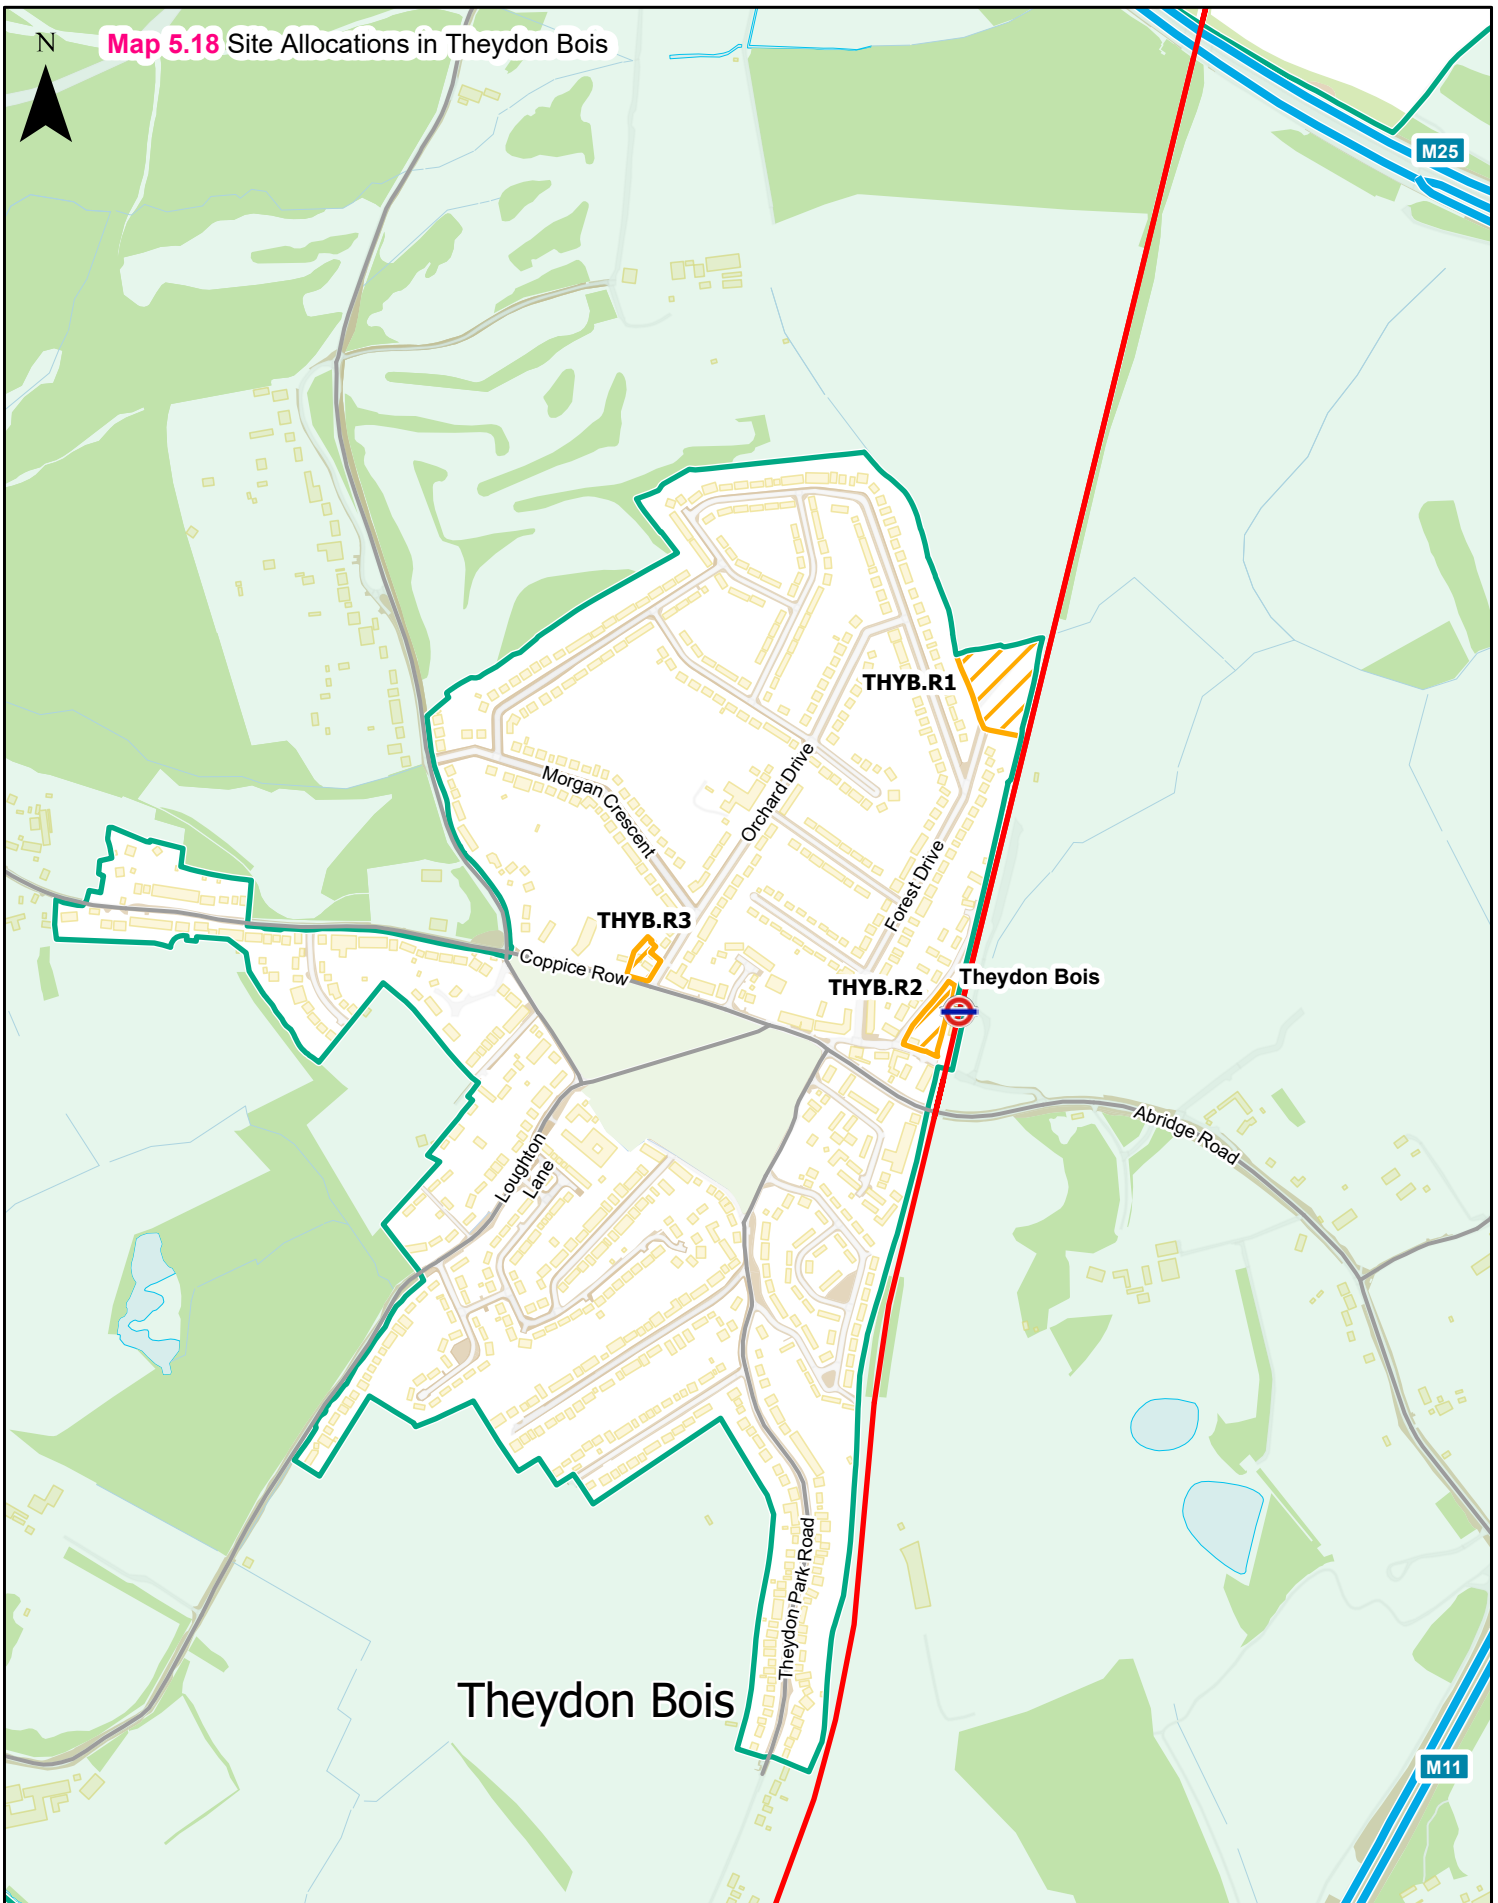 N
Map 5.18 Site Allocations in Theydon Bois
M25
THYB.R1
Orchard Drive
Morgan Crescent
Forest Drive
THYB.R3
Coppice Row
THYB.R2
Theydon Bois
Abridge Road
Loughton
Lane
Theydon Park Road
Theydon Bois
M11